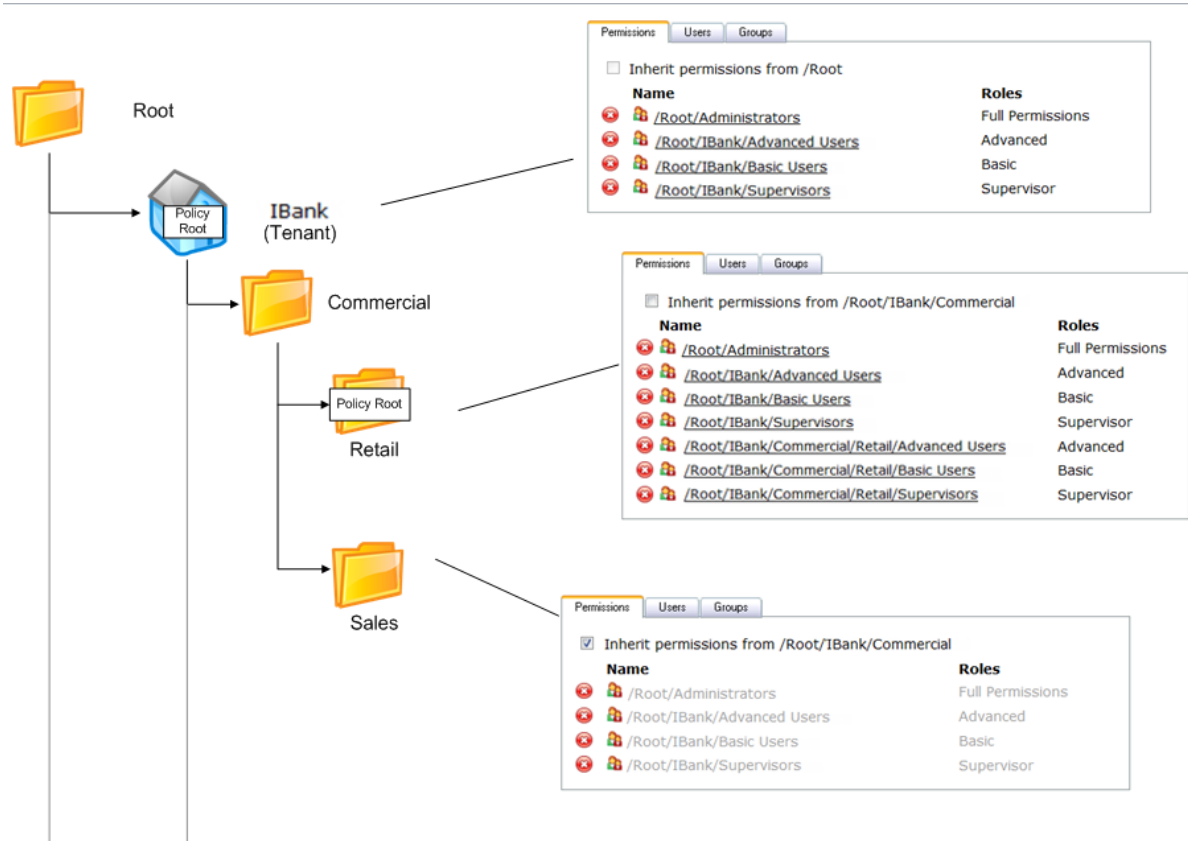 Root
Policy
Root
IBank
(Tenant)
Commercial
Policy Root
Retail
Sales
Permissions Users Groups
Inherit permissions from /Root
Name Roles
/Root/Administrators Full Permissions
/Root/IBank/Advanced Users Advanced
/Root/IBank/Basic Users Basic
/Root/IBank/Supervisors Supervisor
Permissions Users Groups
Inherit permissions from /Root/IBank/Commercial
Name Roles
/Root/Administrators Full Permissions
/Root/IBank/Advanced Users Advanced
/Root/IBank/Basic Users Basic
/Root/IBank/Supervisors Supervisor
/Root/IBank/Commercial/Retail/Advanced Users Advanced
/Root/IBank/Commercial/Retail/Basic Users Basic
/Root/IBank/Commercial/Retail/Supervisors Supervisor
Permissions Users Groups
Inherit permissions from /Root/IBank/Commercial
Name Roles
/Root/Administrators Full Permissions
/Root/IBank/Advanced Users Advanced
/Root/IBank/Basic Users Basic
/Root/IBank/Supervisors Supervisor